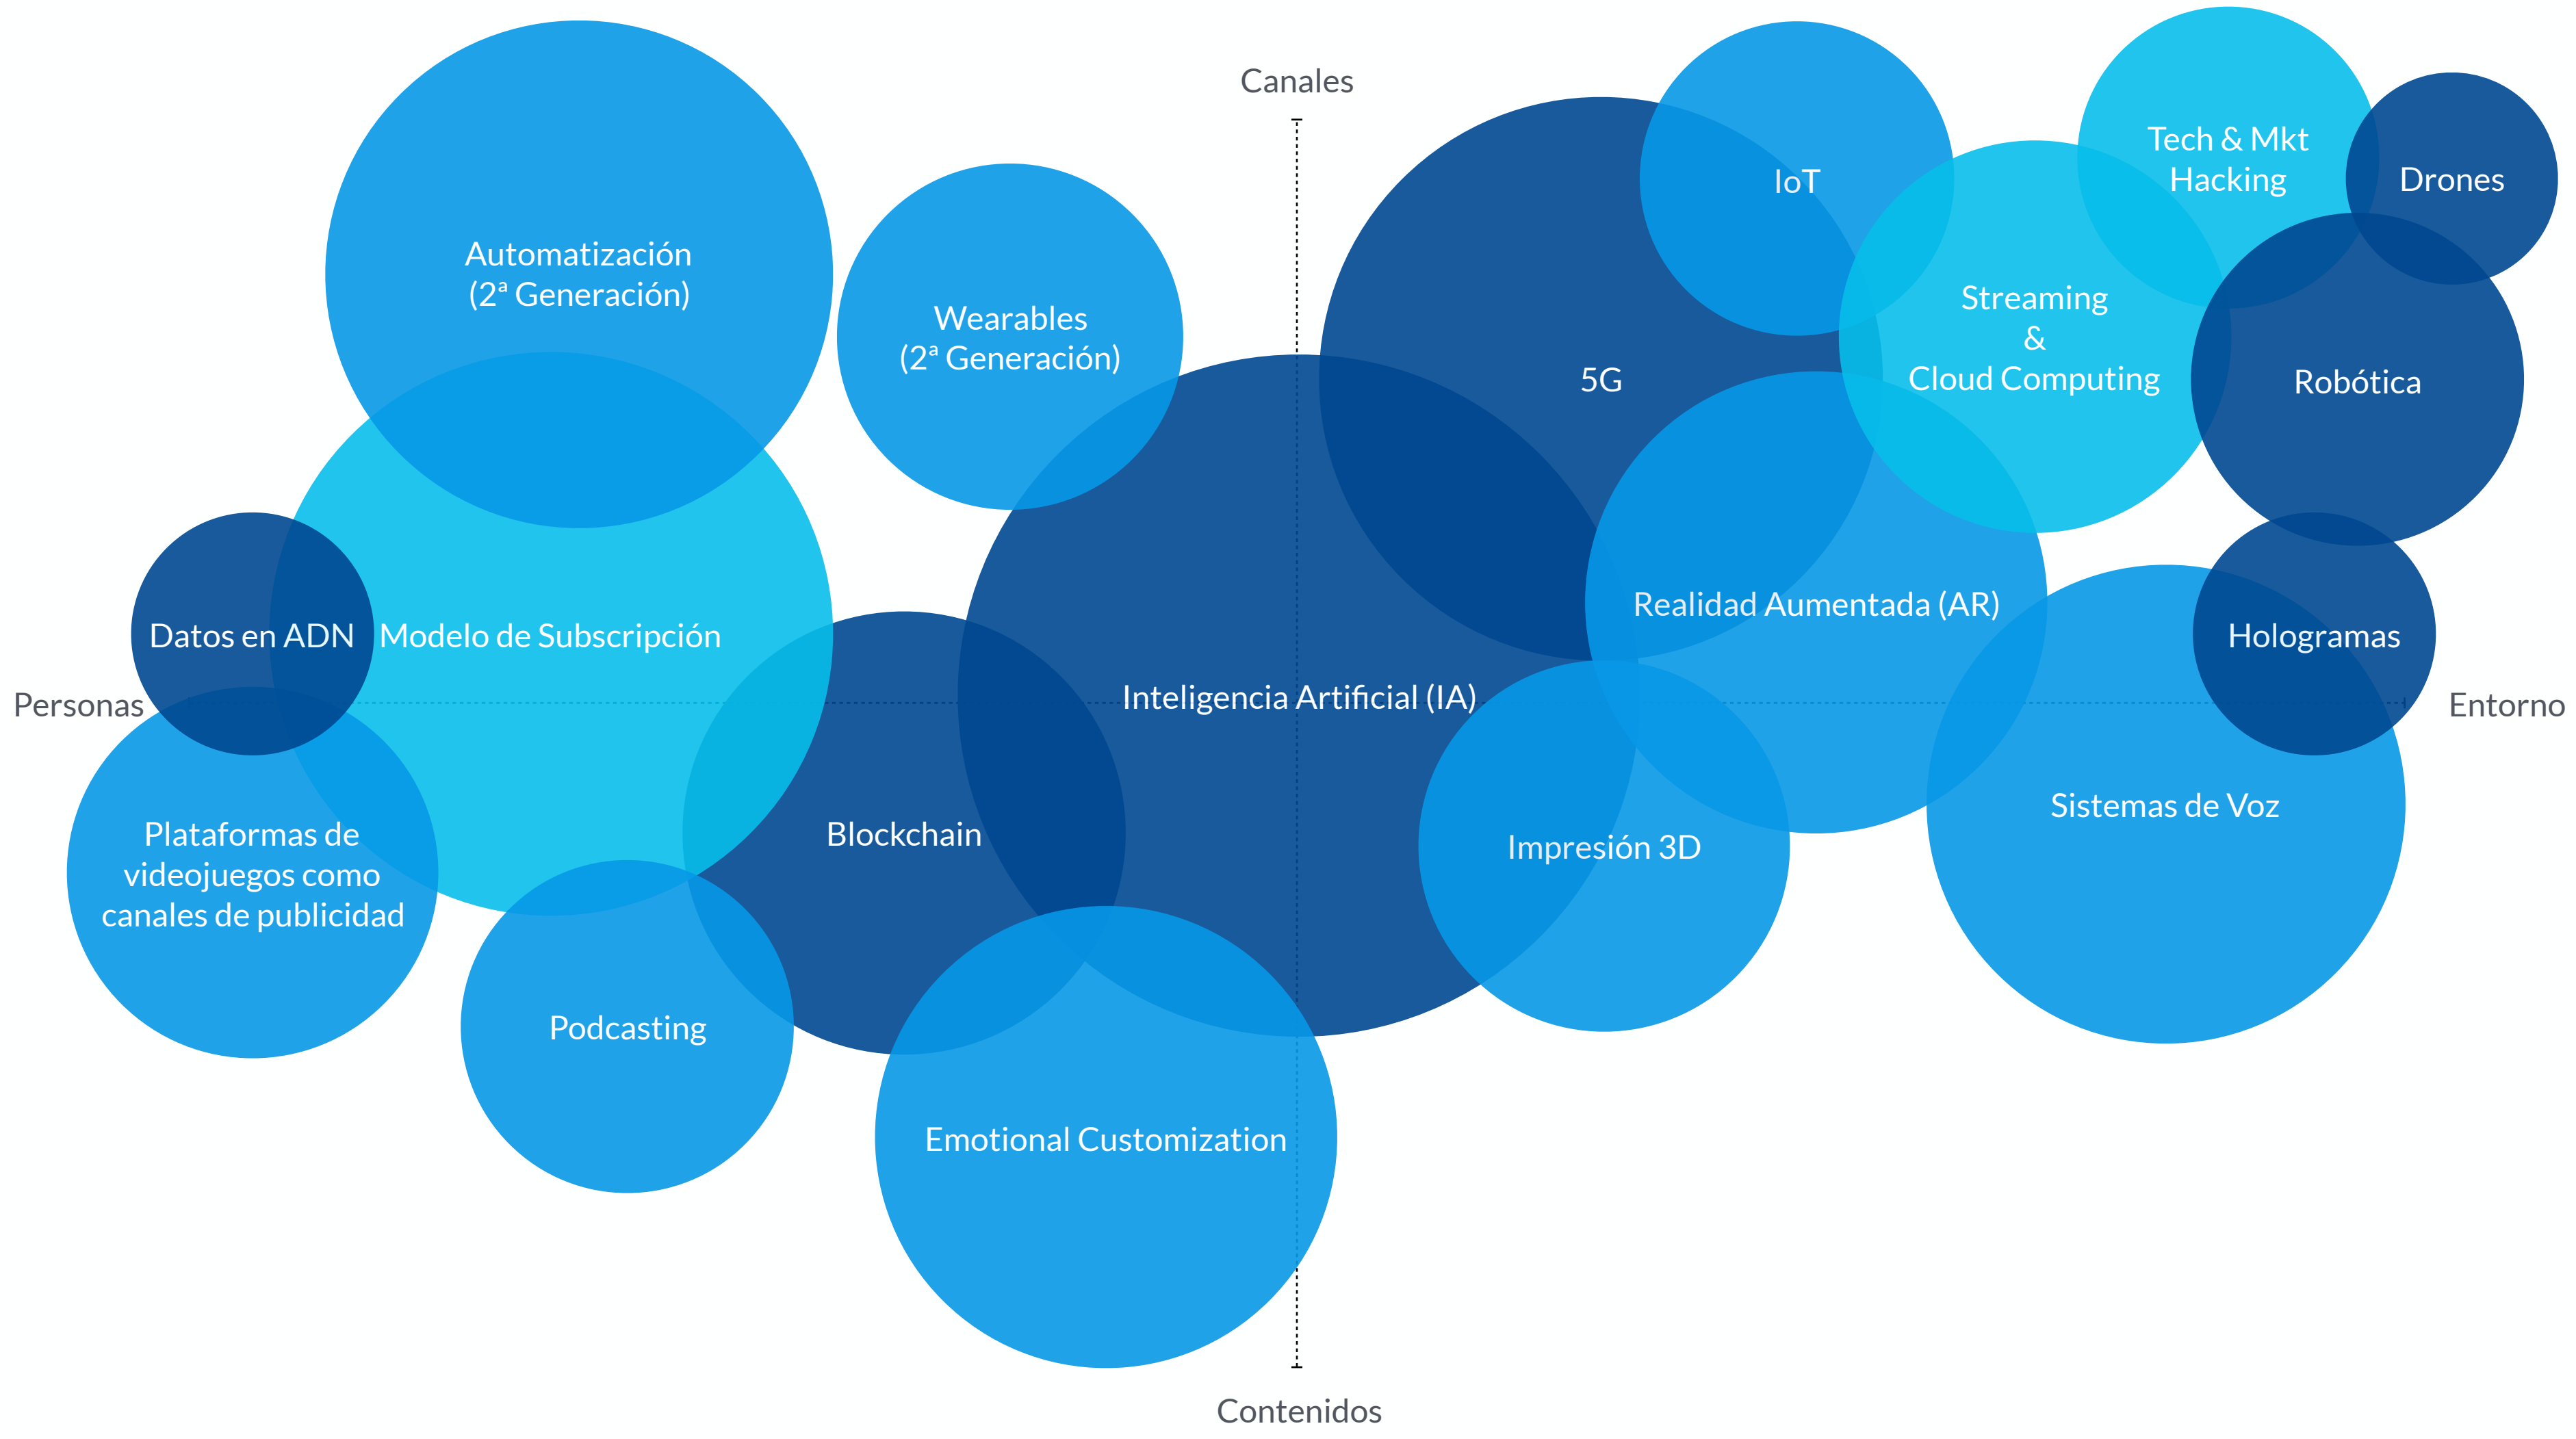 Canales
Tech & Mkt
Hacking
Drones
IoT
Automatización
(2ª Generación)
Wearables
(2ª Generación)
Streaming
&
Cloud Computing
5G
Robótica
Realidad Aumentada (AR)
Datos en ADN
Modelo de Subscripción
Hologramas
Personas
Inteligencia Artificial (IA)
Entorno
Sistemas de Voz
Plataformas de
videojuegos como
canales de publicidad
Blockchain
Impresión 3D
Podcasting
Emotional Customization
Contenidos